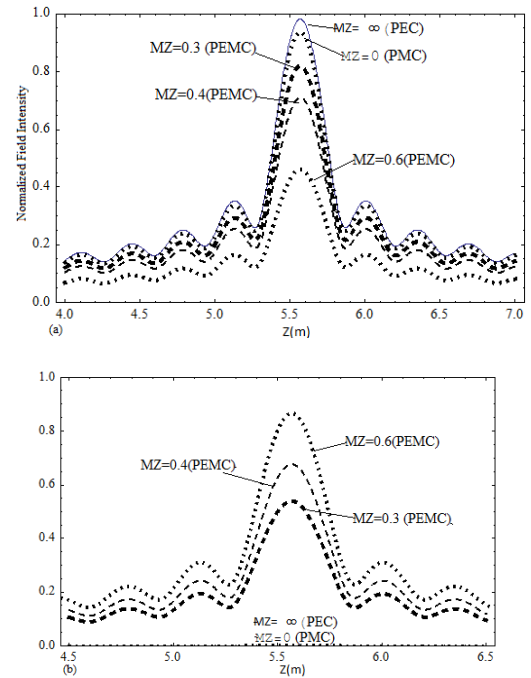 1.0
MZ= ∞ (PEC)
MZ=0.3 (PEMC)
MZ=0 (PMC)
0.8
MZ=0.4(PEMC)
0.6
MZ=0.6(PEMC)
0.4
0.2
0.0
Normalized Field Intensity
4.0 4.5 5.0 5.5 6.0 6.5 7.0
(a) Z(m)
1.0
0.8
MZ=0.6(PEMC)
MZ=0.4(PEMC)
0.6
MZ=0.3 (PEMC)
0.4
0.2
MZ= ∞ (PEC)
MZ=0 (PMC)
0.0
4.5 5.0 5.5 6.0 6.5
(b) Z(m)